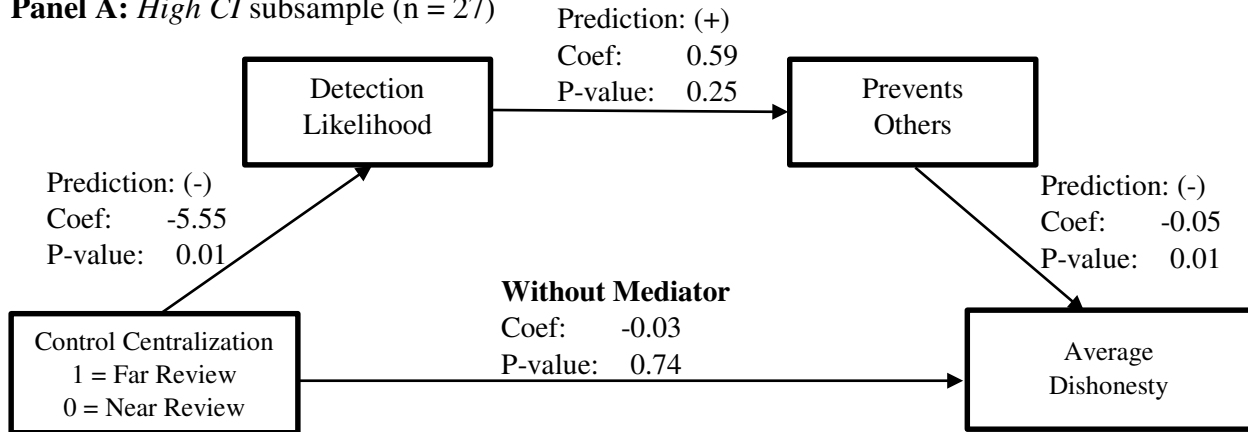 Panel A: High CI subsample (n = 27)
Prediction: (+)
Coef: 0.59
P-value: 0.25
Detection
Likelihood
Prevents
Others
Prediction: (-)
Coef: -5.55
P-value: 0.01
Prediction: (-)
Coef: -0.05
P-value: 0.01
Without Mediator
Coef: -0.03
P-value: 0.74
Control Centralization
1 = Far Review
0 = Near Review
Average
Dishonesty